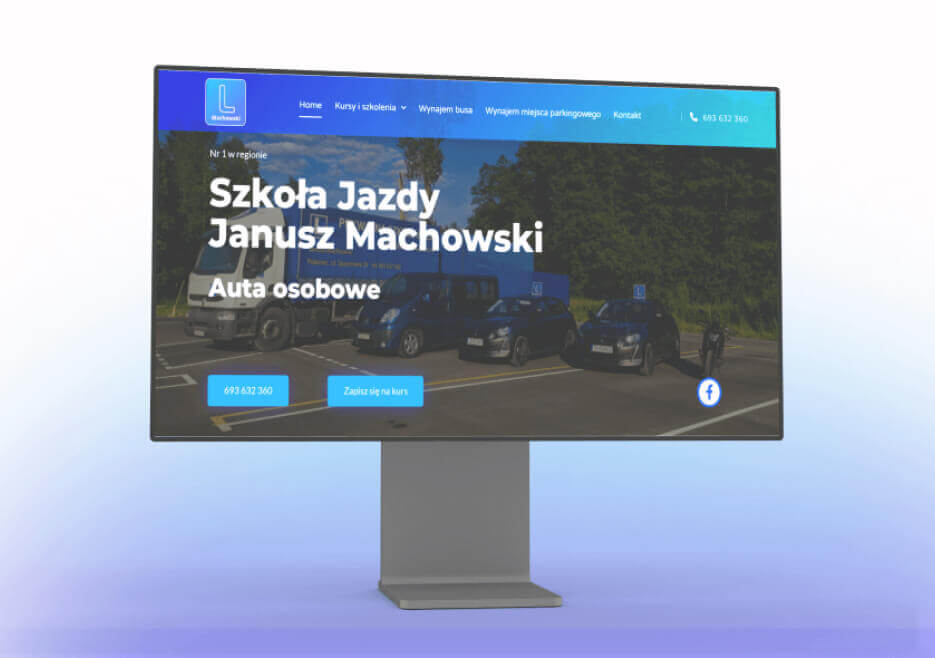 L
Machowski
Home
Kursy i szkolenia
Wynajem busa
Wynajem miejsca parkingowego
Kontakt
693 632 360
Nr 1 w regionie
Szkoła Jazdy
Janusz Machowski
Auta osobowe
693 632 360
Zapisz się na kurs
f